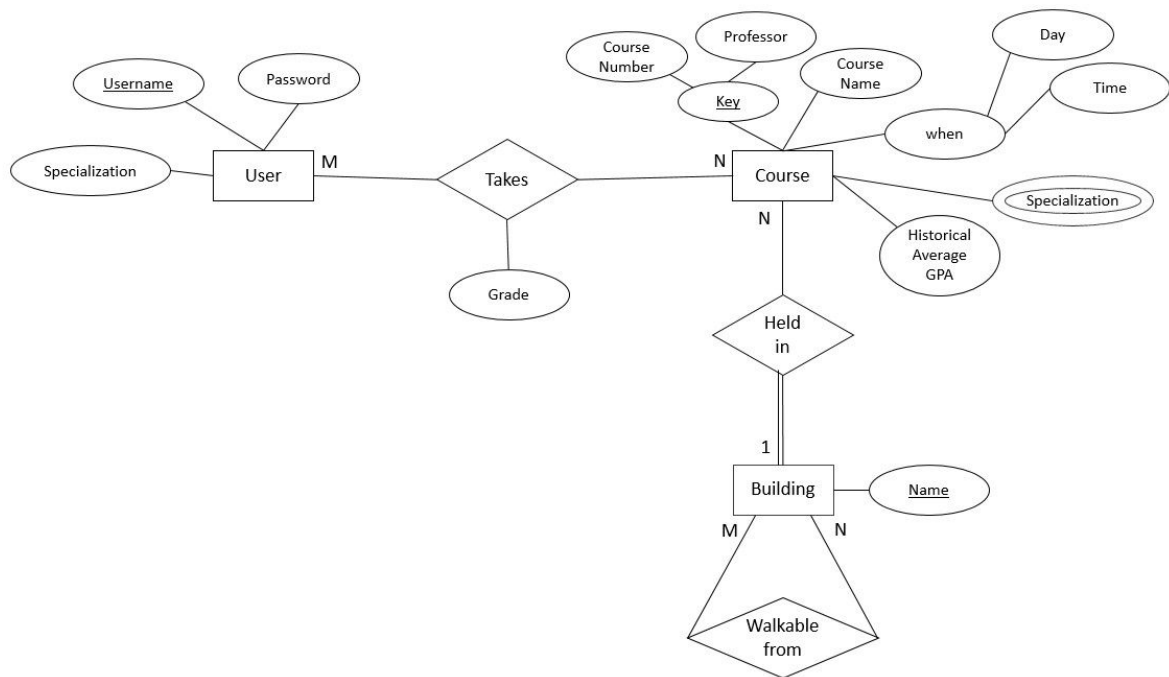 Day
Professor
Course
Number
Course
Name
Username
Password
Key
Time
when
M
N
Specialization
User
Takes
Course
Specialization
N
Historical
Average
GPA
Grade
Held
in
1
Building
Name
M
N
Walkable
from